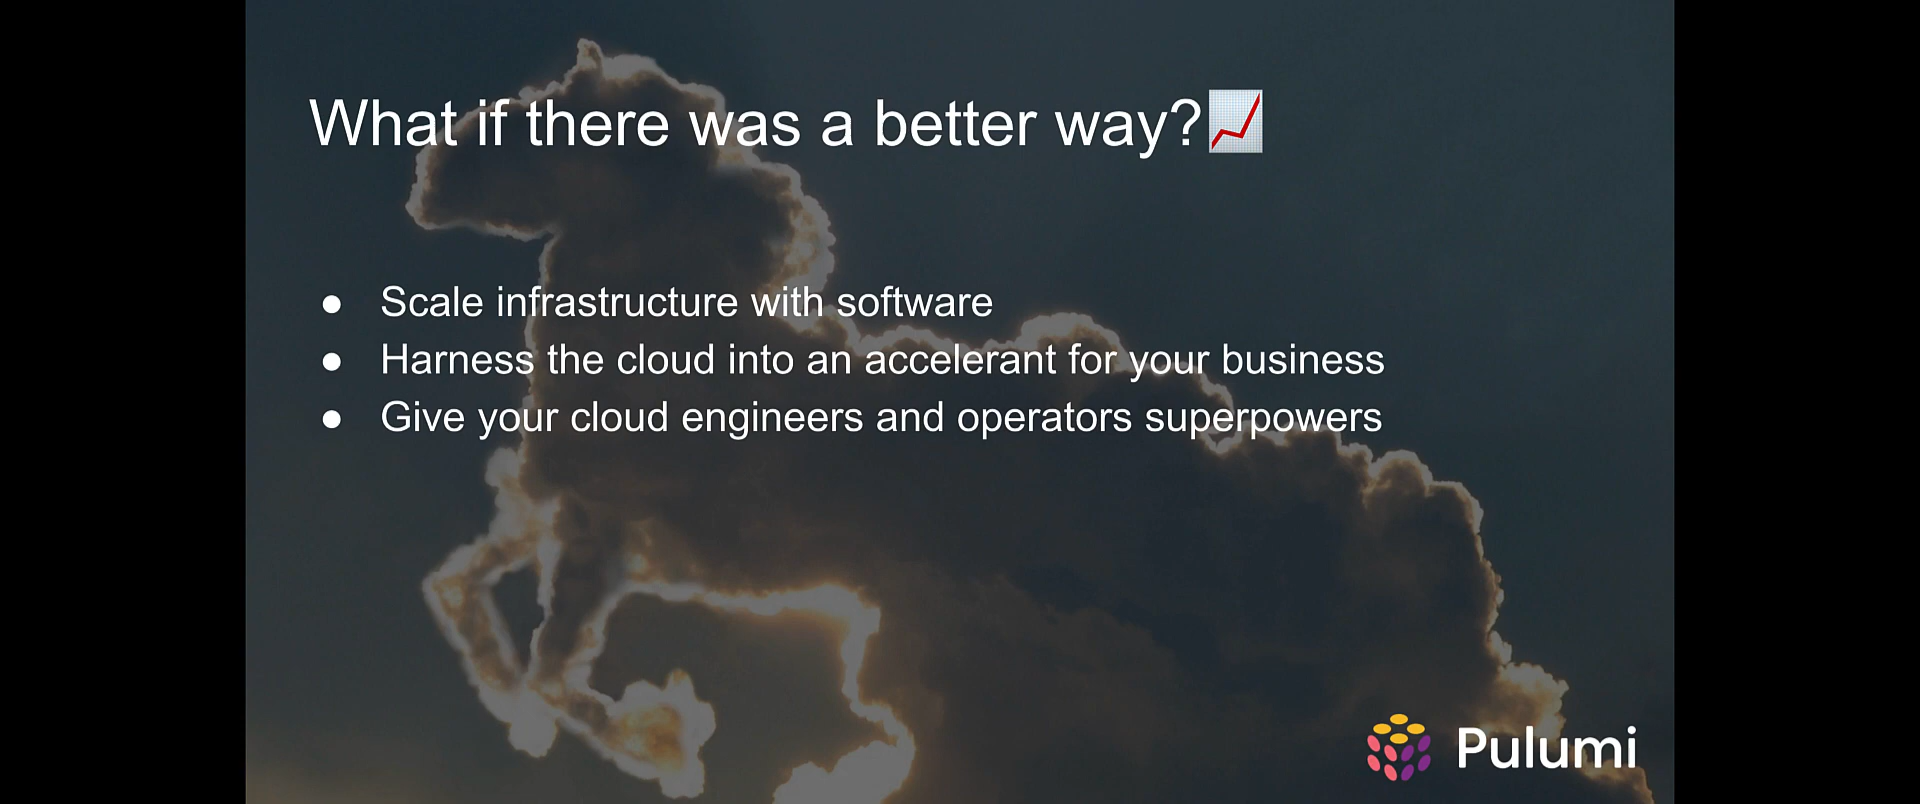 What if there was a better way?📈
● Scale infrastructure with software
● Harness the cloud into an accelerant for your business
● Give your cloud engineers and operators superpowers
Pulumi